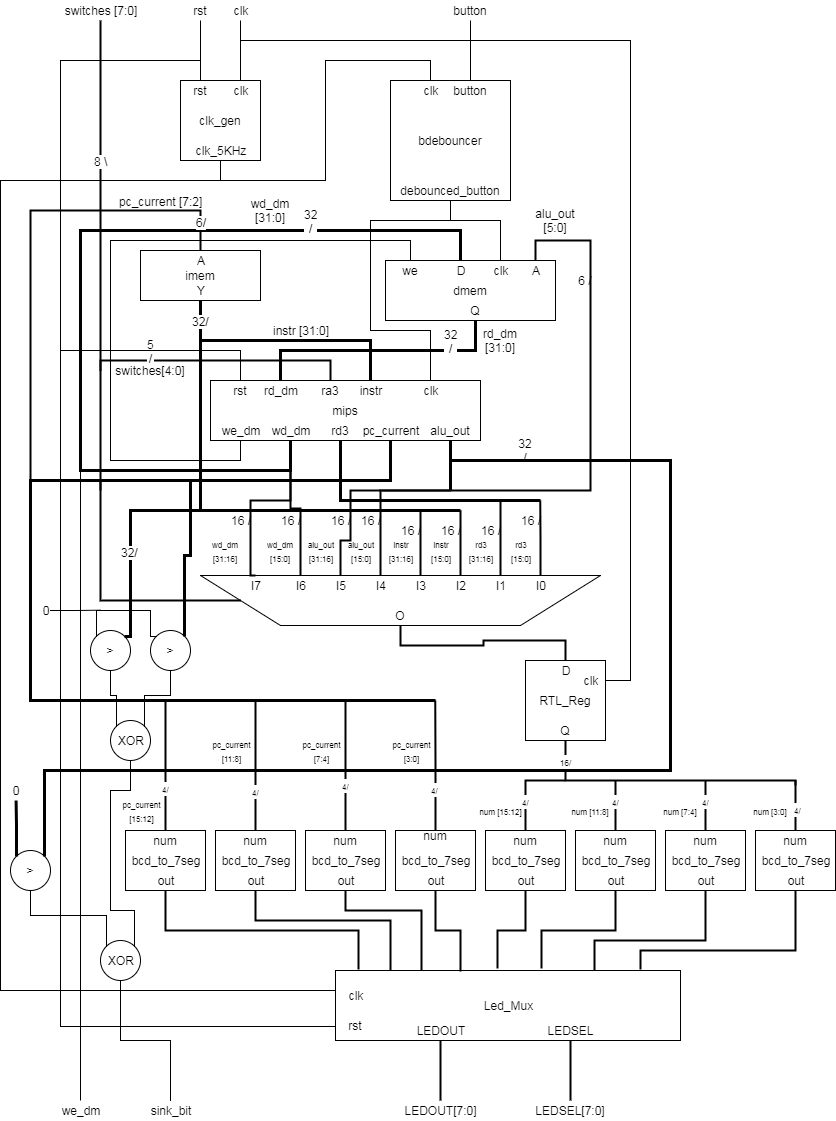 switches [7:0]
rst
clk
button
rst
clk
clk_gen
clk_5KHz
clk
button
bdebouncer
debounced_button
8 \
pc_current [7:2]
6/
wd_dm
[31:0]
32
/
alu_out
[5:0]
6 /
A
imem
Y
we
D
clk
A
dmem
Q
32/
instr [31:0]
32
/
rd_dm
[31:0]
5
/
switches[4:0]
rst
rd_dm
ra3
instr
clk
mips
we_dm
wd_dm
rd3
pc_current
alu_out
32
/
16 /
16 /
16 /
16 /
16 /
16 /
16 /
16 /
32/
wd_dm
[31:16]
wd_dm
[15:0]
alu_out
[31:16]
alu_out
[15:0]
instr
[31:16]
instr
[15:0]
rd3
[31:16]
rd3
[15:0]
I7
I6
I5
I4
I3
I2
I1
I0
O
0
>
>
XOR
D
clk
RTL_Reg
Q
16/
pc_current
[11:8]
pc_current
[7:4]
pc_current
[3:0]
0
4/
4/
4/
4/
pc_current
[15:12]
num [15:12]
4/
num [11:8]
4/
num [7:4]
4/
num [3:0]
4/
>
num
bcd_to_7seg
out
num
bcd_to_7seg
out
num
bcd_to_7seg
out
num
bcd_to_7seg
out
num
bcd_to_7seg
out
num
bcd_to_7seg
out
num
bcd_to_7seg
out
num
bcd_to_7seg
out
XOR
clk
rst
Led_Mux
LEDOUT
LEDSEL
we_dm
sink_bit
LEDOUT[7:0]
LEDSEL[7:0]